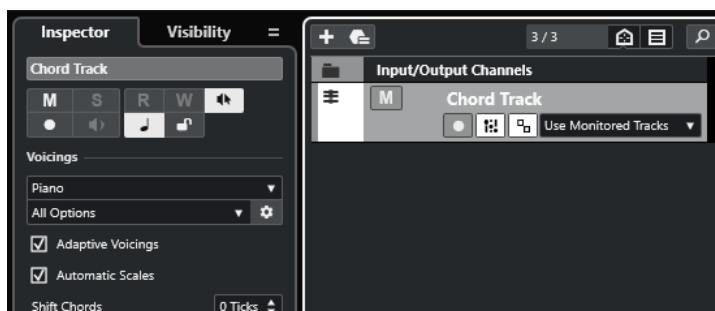 Inspector
Visibility
3 / 3
Chord Track
Input/Output Channels
M S R W
M Chord Track
Use Monitored Tracks
Voicings
Piano
All Options
Adaptive Voicings
Automatic Scales
Shift Chords 0 Ticks